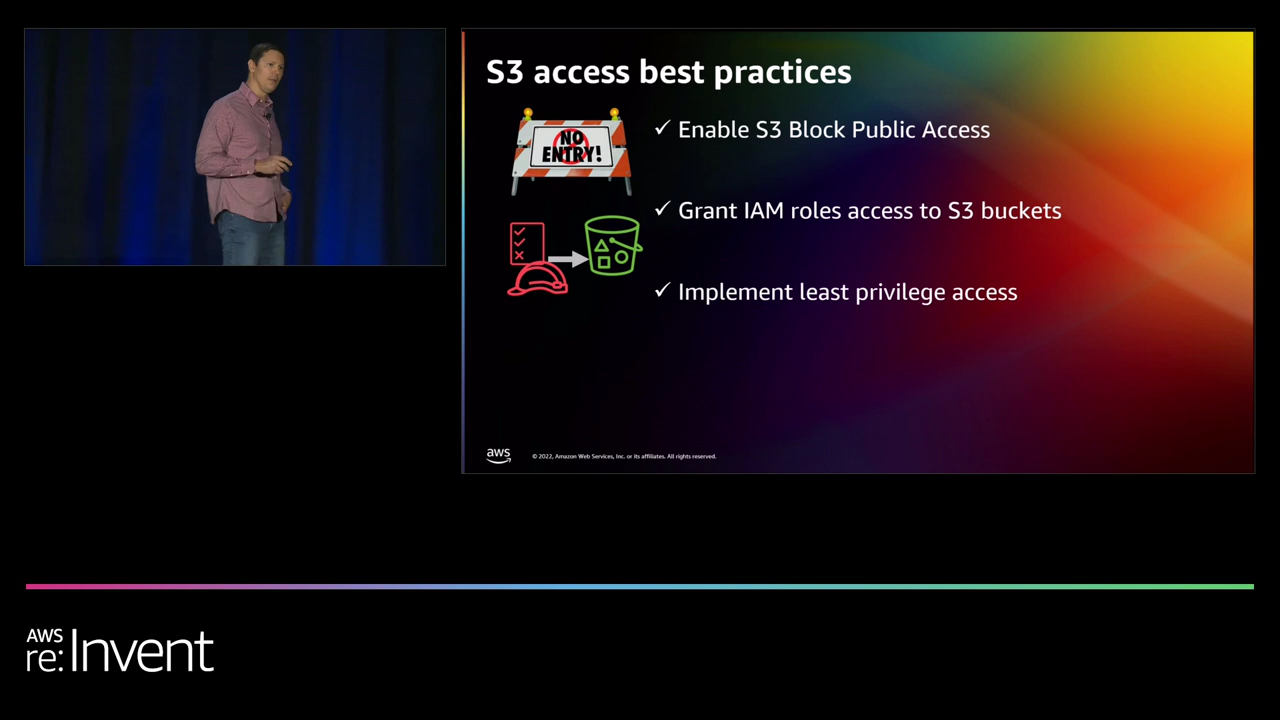 S3 access best practices
NO
ENTRY!
✓ Enable S3 Block Public Access
✓ Grant IAM roles access to S3 buckets
✓ Implement least privilege access
aws
© 2022, Amazon Web Services, Inc. or its affiliates. All rights reserved.
AWS
re:Invent